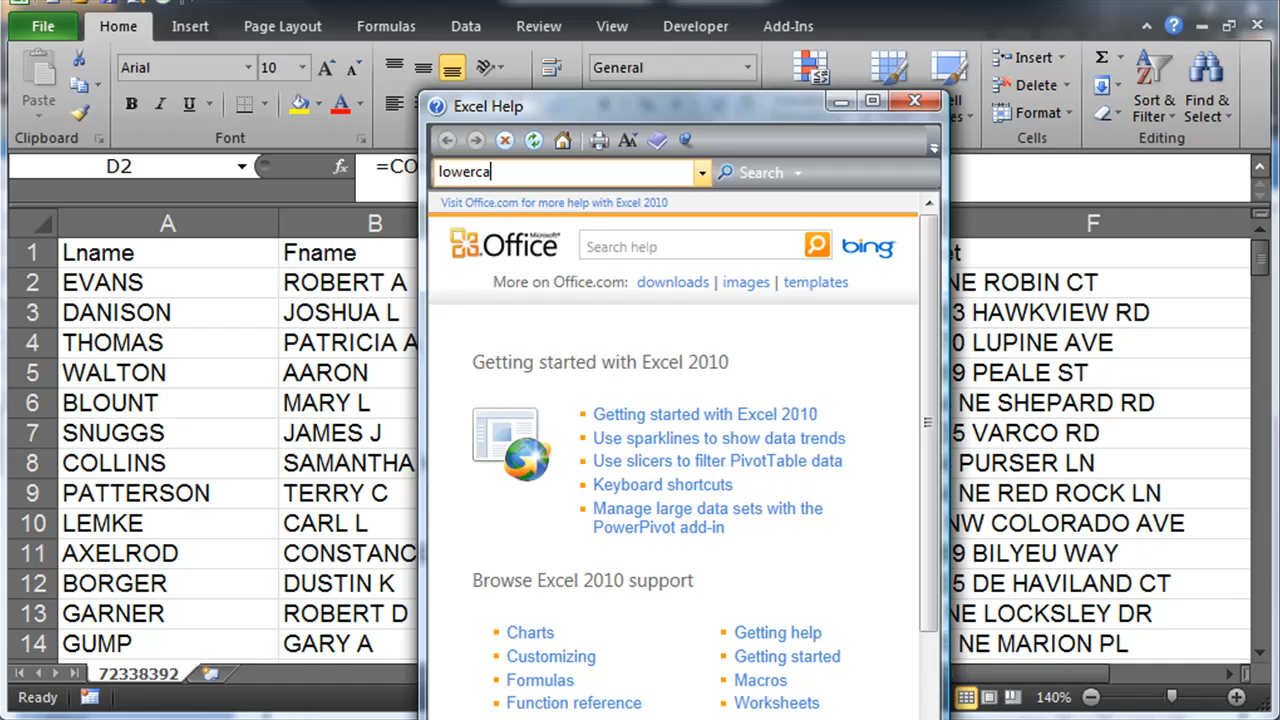 File Home Insert Page Layout Formulas Data Review View Developer Add-Ins
Arial 10 General Insert Σ
Paste B I U Delete Sort & Find &
Format Filter Select
Clipboard Font Cells Editing
Excel Help
D2 fx =CO
lowerca Search
Visit Office.com for more help with Excel 2010
Microsoft Office Search help bing
More on Office.com: downloads | images | templates
Getting started with Excel 2010
Getting started with Excel 2010
Use sparklines to show data trends
Use slicers to filter PivotTable data
Keyboard shortcuts
Manage large data sets with the
PowerPivot add-in
Browse Excel 2010 support
Charts Getting help
Customizing Getting started
Formulas Macros
Function reference Worksheets
A B F
1 Lname Fname
2 EVANS ROBERT A NE ROBIN CT
3 DANISON JOSHUA L 3 HAWKVIEW RD
4 THOMAS PATRICIA A 0 LUPINE AVE
5 WALTON AARON 9 PEALE ST
6 BLOUNT MARY L NE SHEPARD RD
7 SNUGGS JAMES J 5 VARCO RD
8 COLLINS SAMANTHA PURSER LN
9 PATTERSON TERRY C NE RED ROCK LN
10 LEMKE CARL L NW COLORADO AVE
11 AXELROD CONSTANC 9 BILYEU WAY
12 BORGER DUSTIN K 5 DE HAVILAND CT
13 GARNER ROBERT D NE LOCKSLEY DR
14 GUMP GARY A NE MARION PL
72338392
Ready 140%